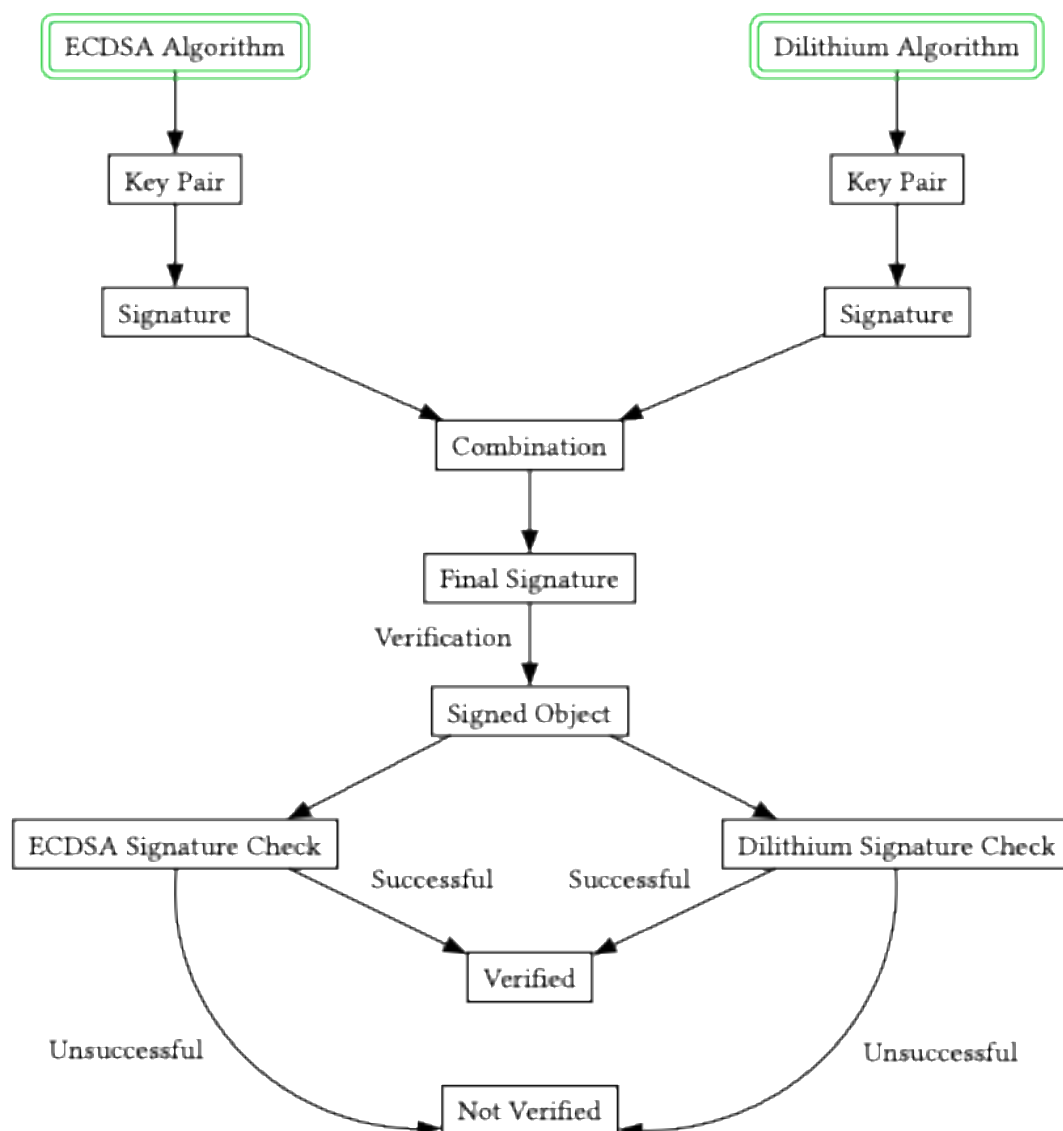 ECDSA Algorithm
Dilithium Algorithm
Key Pair
Key Pair
Signature
Signature
Combination
Final Signature
Verification
Signed Object
ECDSA Signature Check
Dilithium Signature Check
Successful
Successful
Verified
Unsuccessful
Unsuccessful
Not Verified